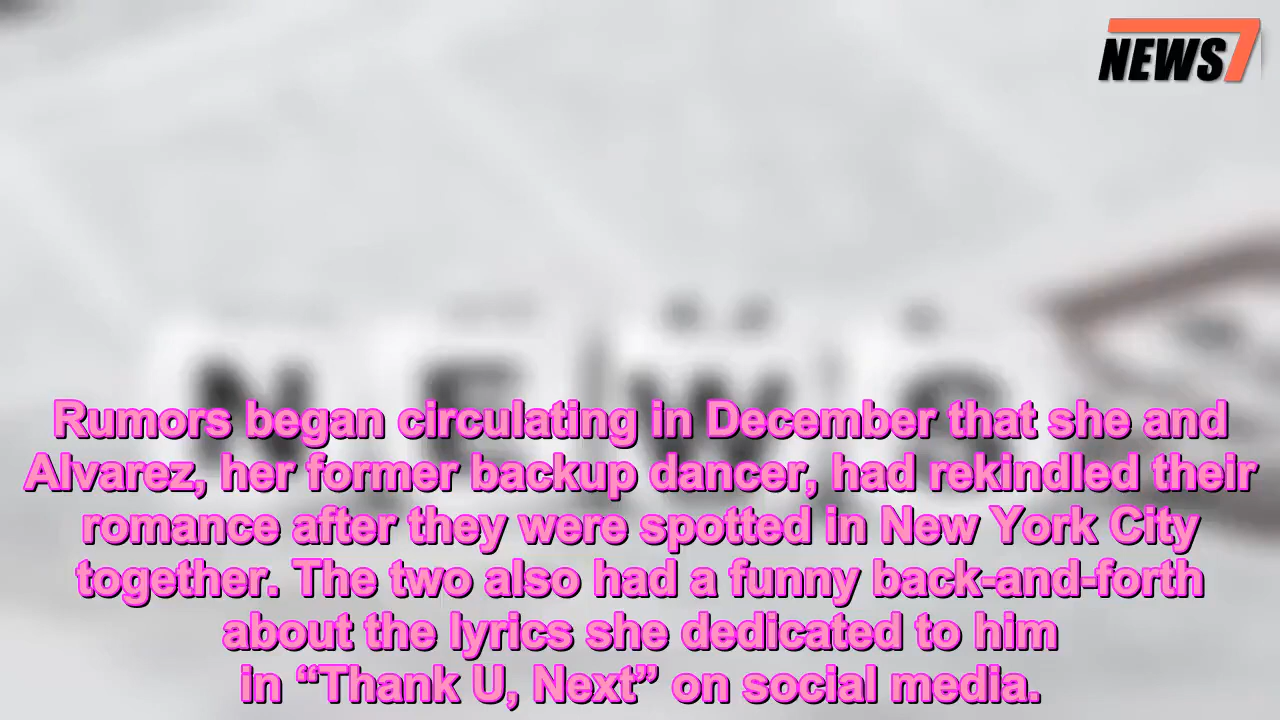 NEWS7
NEWS
Rumors began circulating in December that she and
Alvarez, her former backup dancer, had rekindled their
romance after they were spotted in New York City
together. The two also had a funny back-and-forth
about the lyrics she dedicated to him
in “Thank U, Next” on social media.